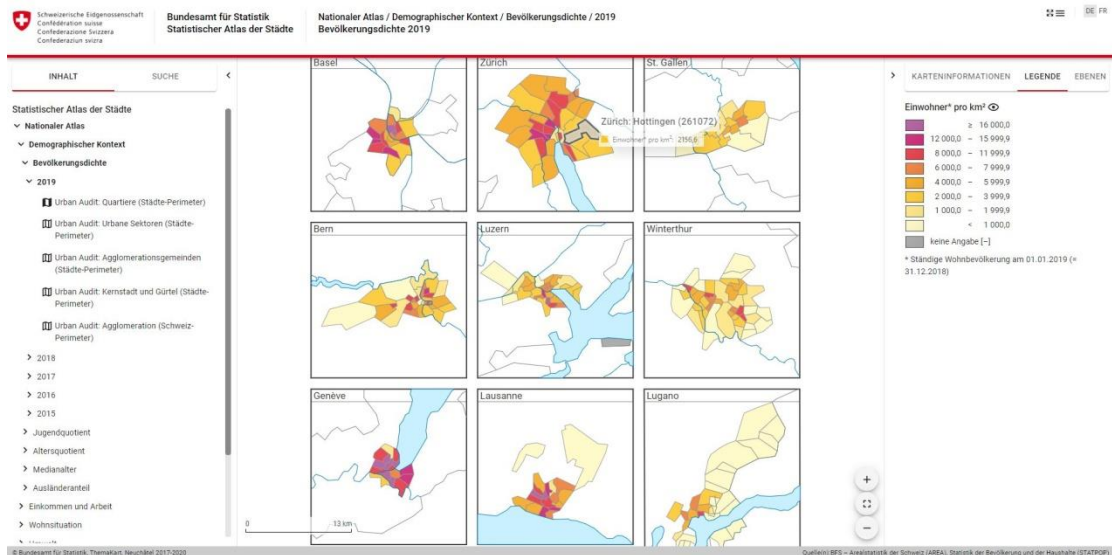 Schweizerische Eidgenossenschaft
Confédération suisse
Confederazione Svizzera
Confederaziun svizra
Bundesamt für Statistik
Statistischer Atlas der Städte
Nationaler Atlas / Demographischer Kontext / Bevölkerungsdichte / 2019
Bevölkerungsdichte 2019
DE FR
INHALT
SUCHE
Statistischer Atlas der Städte
Nationaler Atlas
Demographischer Kontext
Bevölkerungsdichte
2019
Urban Audit: Quartiere (Städte-Perimeter)
Urban Audit: Urbane Sektoren (Städte-
Perimeter)
Urban Audit: Agglomerationsgemeinden
(Städte-Perimeter)
Urban Audit: Kernstadt und Gürtel (Städte-
Perimeter)
Urban Audit: Agglomeration (Schweiz-
Perimeter)
2018
2017
2016
2015
Jugendquotient
Altersquotient
Medianalter
Ausländeranteil
Einkommen und Arbeit
Wohnsituation
Basel
Zürich
St. Gallen
Zürich: Hottingen (261072)
Einwohner* pro km²: 2156,6
Bern
Luzern
Winterthur
Genève
Lausanne
Lugano
0 13 km
KARTENINFORMATIONEN LEGENDE EBENEN
Einwohner* pro km²
≥ 16 000,0
12 000,0 – 15 999,9
8 000,0 – 11 999,9
6 000,0 – 7 999,9
4 000,0 – 5 999,9
2 000,0 – 3 999,9
1 000,0 – 1 999,9
< 1 000,0
keine Angabe [–]
* Ständige Wohnbevölkerung am 01.01.2019 (=
31.12.2018)
© Bundesamt für Statistik, ThemaKart, Neuchâtel 2017-2020
Quelle(n): BFS – Arealstatistik der Schweiz (AREA), Statistik der Bevölkerung und der Haushalte (STATPOP)